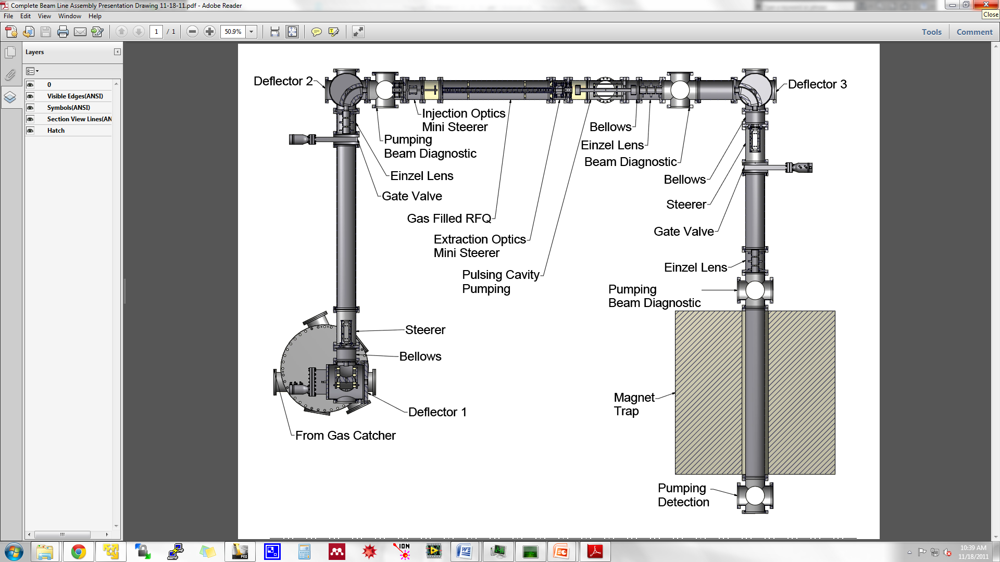 Complete Beam Line Assembly Presentation Drawing 11-18-11.pdf - Adobe Reader
Close
File Edit View Window Help
1 / 1
50.9%
Tools
Comment
Layers
0
Visible Edges(ANSI)
Symbols(ANSI)
Section View Lines(AN
Hatch
Deflector 2
Deflector 3
Injection Optics
Mini Steerer
Pumping
Beam Diagnostic
Einzel Lens
Gate Valve
Gas Filled RFQ
Extraction Optics
Mini Steerer
Pulsing Cavity
Pumping
Bellows
Einzel Lens
Beam Diagnostic
Bellows
Steerer
Gate Valve
Einzel Lens
Pumping
Beam Diagnostic
Steerer
Bellows
Deflector 1
From Gas Catcher
Magnet
Trap
Pumping
Detection
PRO
ION
10:39 AM
11/18/2011